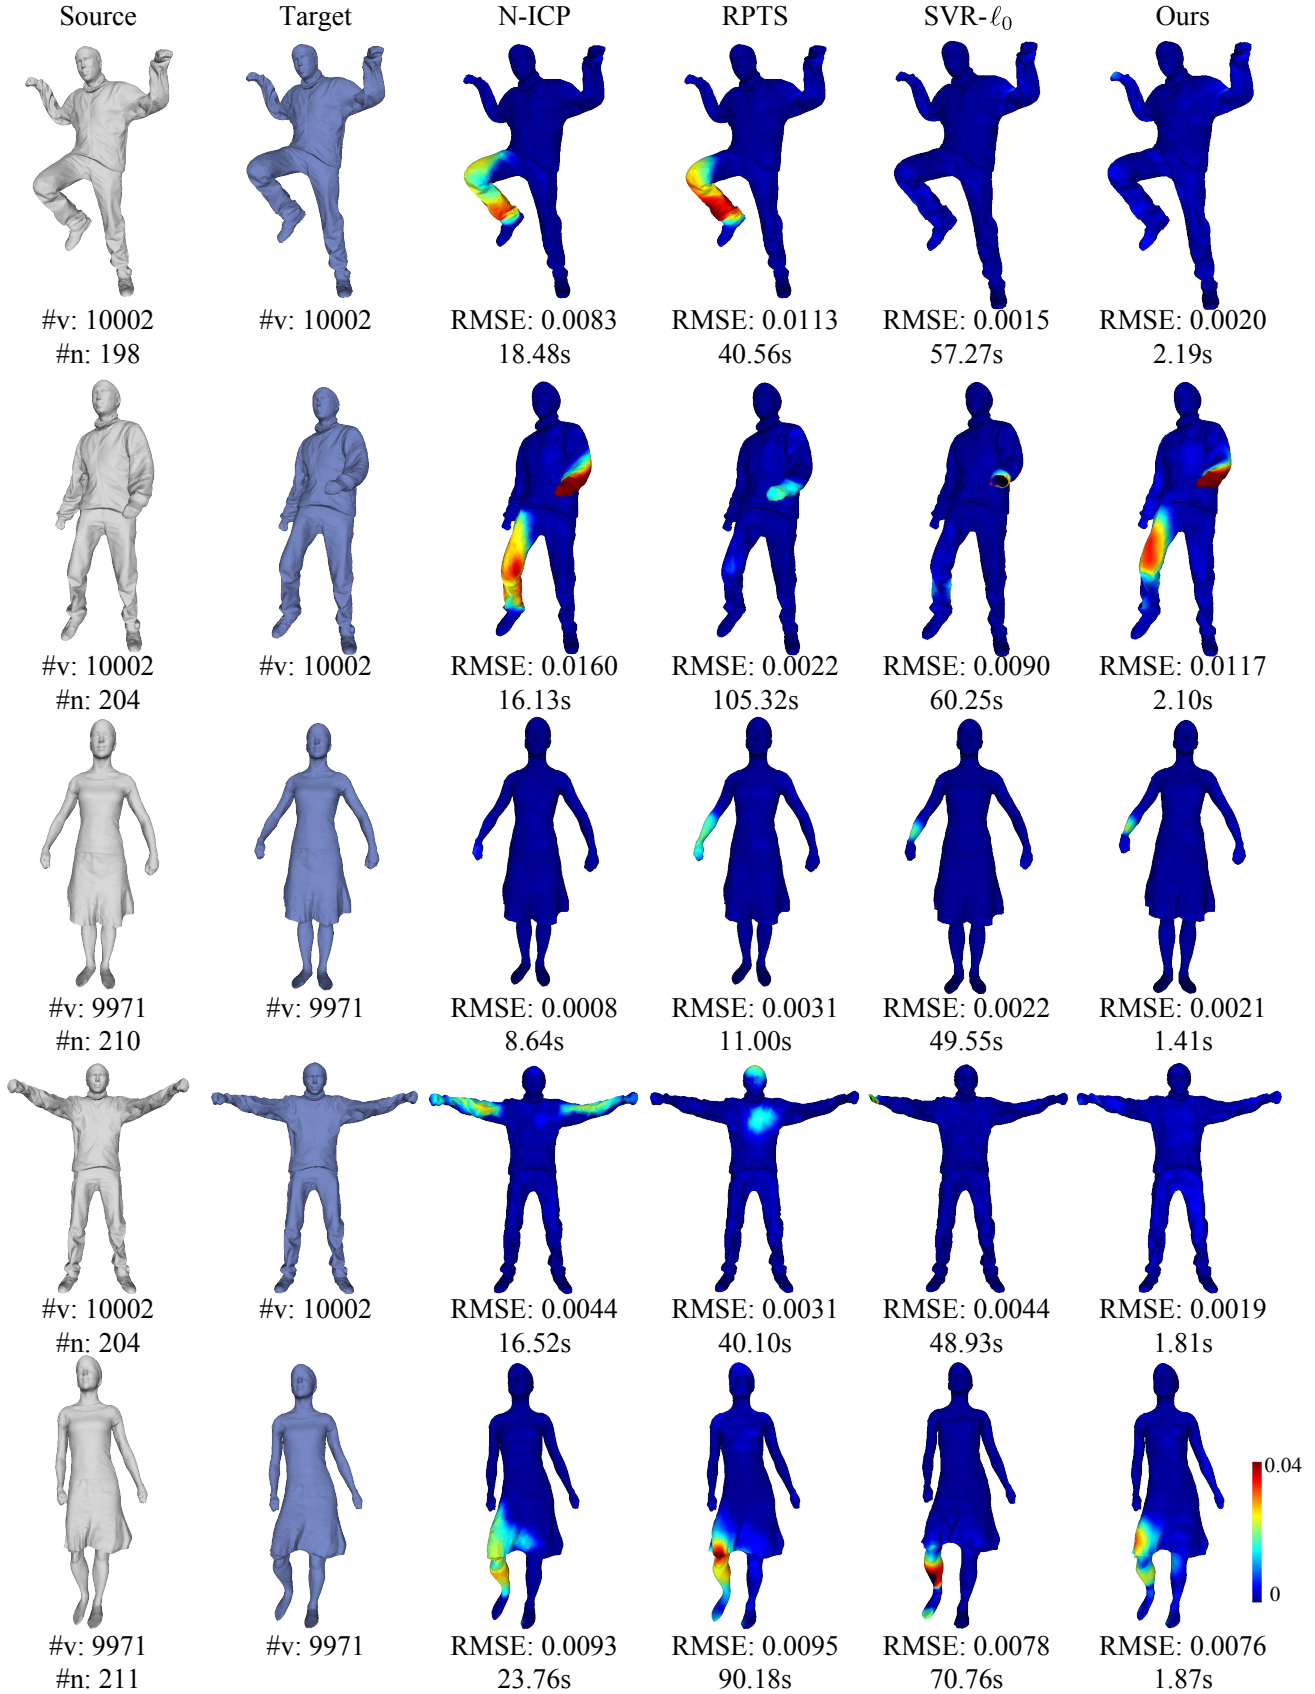 Source Target N-ICP RPTS SVR-ℓ₀ Ours
#v: 10002 #v: 10002 RMSE: 0.0083 RMSE: 0.0113 RMSE: 0.0015 RMSE: 0.0020
#n: 198 18.48s 40.56s 57.27s 2.19s
#v: 10002 #v: 10002 RMSE: 0.0160 RMSE: 0.0022 RMSE: 0.0090 RMSE: 0.0117
#n: 204 16.13s 105.32s 60.25s 2.10s
#v: 9971 #v: 9971 RMSE: 0.0008 RMSE: 0.0031 RMSE: 0.0022 RMSE: 0.0021
#n: 210 8.64s 11.00s 49.55s 1.41s
#v: 10002 #v: 10002 RMSE: 0.0044 RMSE: 0.0031 RMSE: 0.0044 RMSE: 0.0019
#n: 204 16.52s 40.10s 48.93s 1.81s
0.04
0
#v: 9971 #v: 9971 RMSE: 0.0093 RMSE: 0.0095 RMSE: 0.0078 RMSE: 0.0076
#n: 211 23.76s 90.18s 70.76s 1.87s